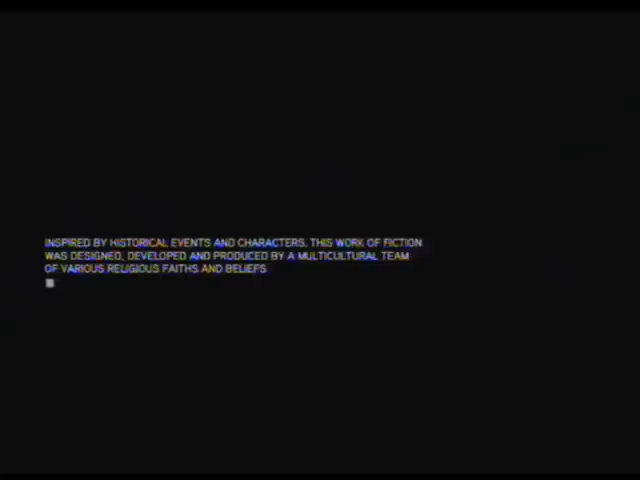 INSPIRED BY HISTORICAL EVENTS AND CHARACTERS. THIS WORK OF FICTION
WAS DESIGNED, DEVELOPED AND PRODUCED BY A MULTICULTURAL TEAM
OF VARIOUS RELIGIOUS FAITHS AND BELIEFS